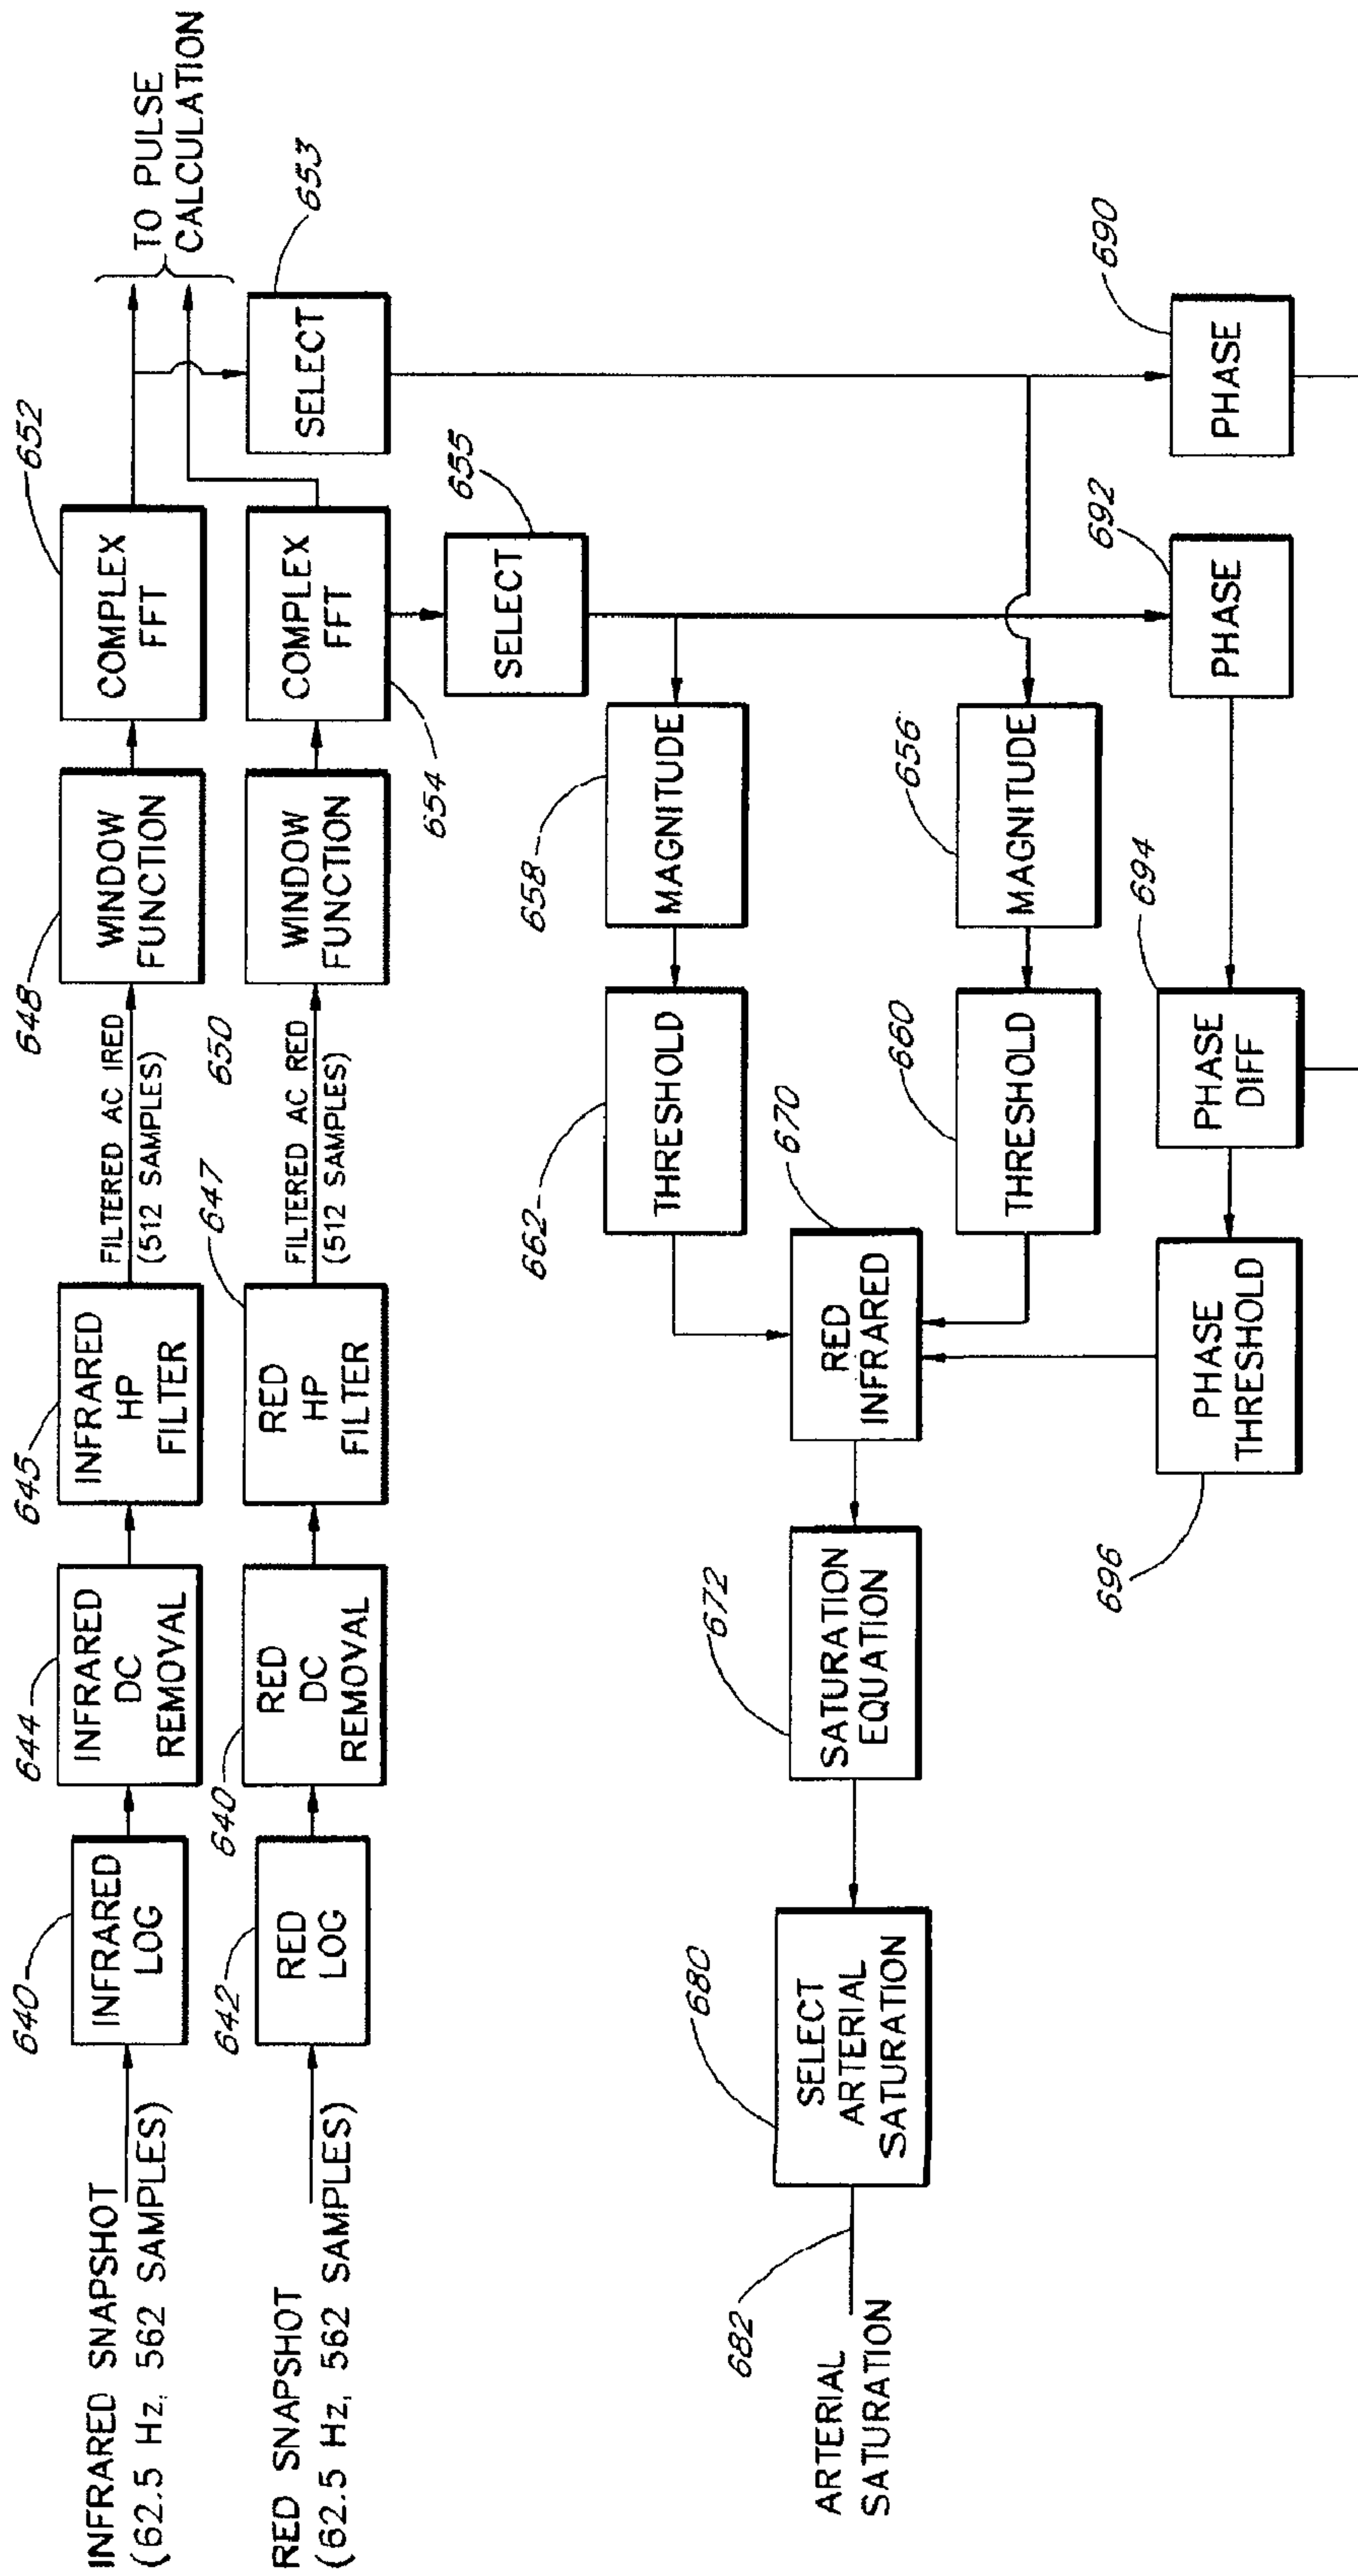 INFRARED SNAPSHOT
(62.5 Hz, 562 SAMPLES)
640
INFRARED
LOG
644
INFRARED
DC
REMOVAL
645
INFRARED
HP
FILTER
FILTERED AC IRED
(512 SAMPLES)
648
WINDOW
FUNCTION
652
COMPLEX
FFT
TO PULSE
CALCULATION
RED SNAPSHOT
(62.5 Hz, 562 SAMPLES)
642
RED
LOG
640
RED
DC
REMOVAL
647
RED
HP
FILTER
FILTERED AC RED
(512 SAMPLES)
650
WINDOW
FUNCTION
654
COMPLEX
FFT
SELECT
653
SELECT
655
662
THRESHOLD
658
MAGNITUDE
ARTERIAL
SATURATION
682
680
SELECT
ARTERIAL
SATURATION
672
SATURATION
EQUATION
670
RED
INFRARED
660
THRESHOLD
656
MAGNITUDE
696
PHASE
THRESHOLD
694
PHASE
DIFF
692
PHASE
690
PHASE